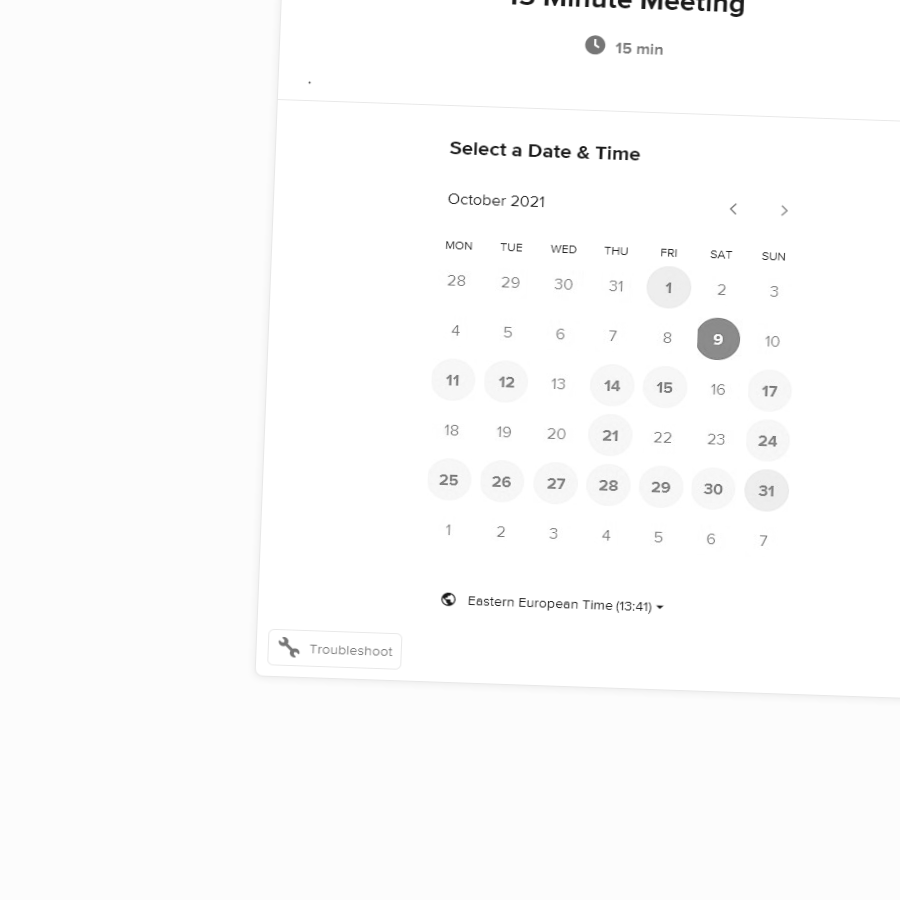 15 Minute Meeting
15 min
.
Select a Date & Time
October 2021
MON TUE WED THU FRI SAT SUN
28 29 30 31 1 2 3
4 5 6 7 8 9 10
11 12 13 14 15 16 17
18 19 20 21 22 23 24
25 26 27 28 29 30 31
1 2 3 4 5 6 7
Eastern European Time (13:41)
Troubleshoot